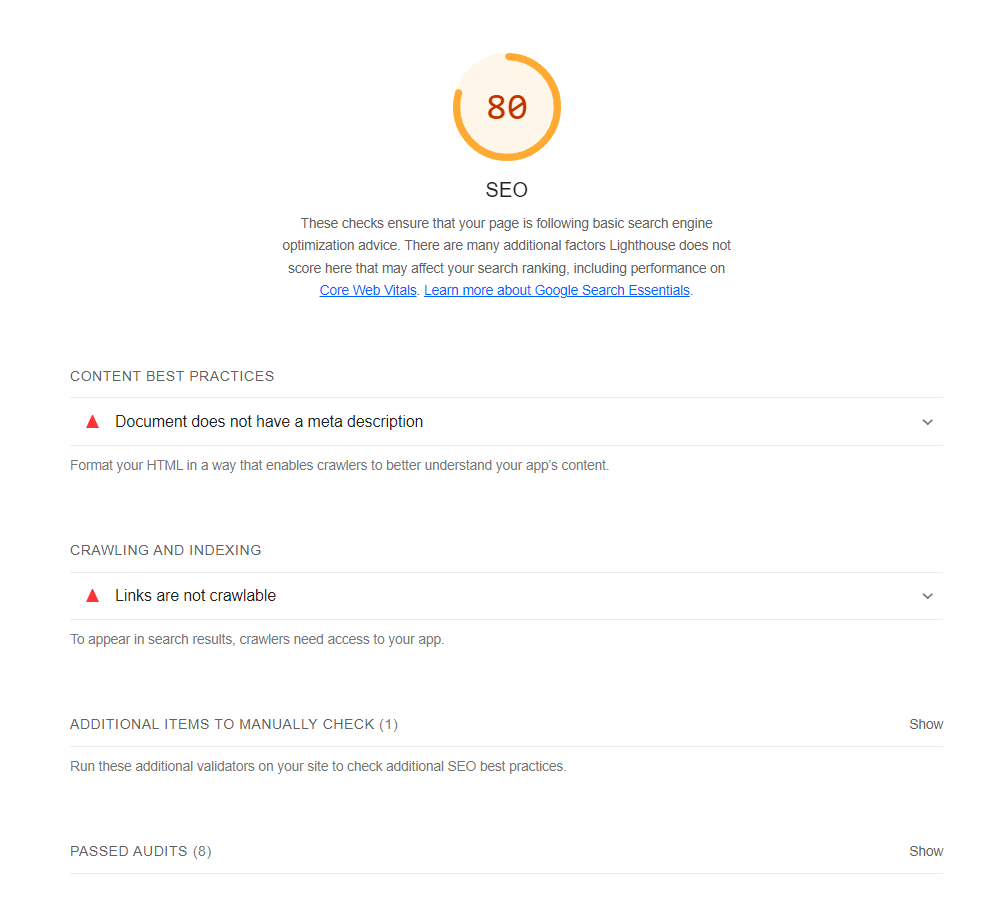 80
SEO
These checks ensure that your page is following basic search engine
optimization advice. There are many additional factors Lighthouse does not
score here that may affect your search ranking, including performance on
Core Web Vitals. Learn more about Google Search Essentials.
CONTENT BEST PRACTICES
Document does not have a meta description
Format your HTML in a way that enables crawlers to better understand your app’s content.
CRAWLING AND INDEXING
Links are not crawlable
To appear in search results, crawlers need access to your app.
ADDITIONAL ITEMS TO MANUALLY CHECK (1) Show
Run these additional validators on your site to check additional SEO best practices.
PASSED AUDITS (8) Show